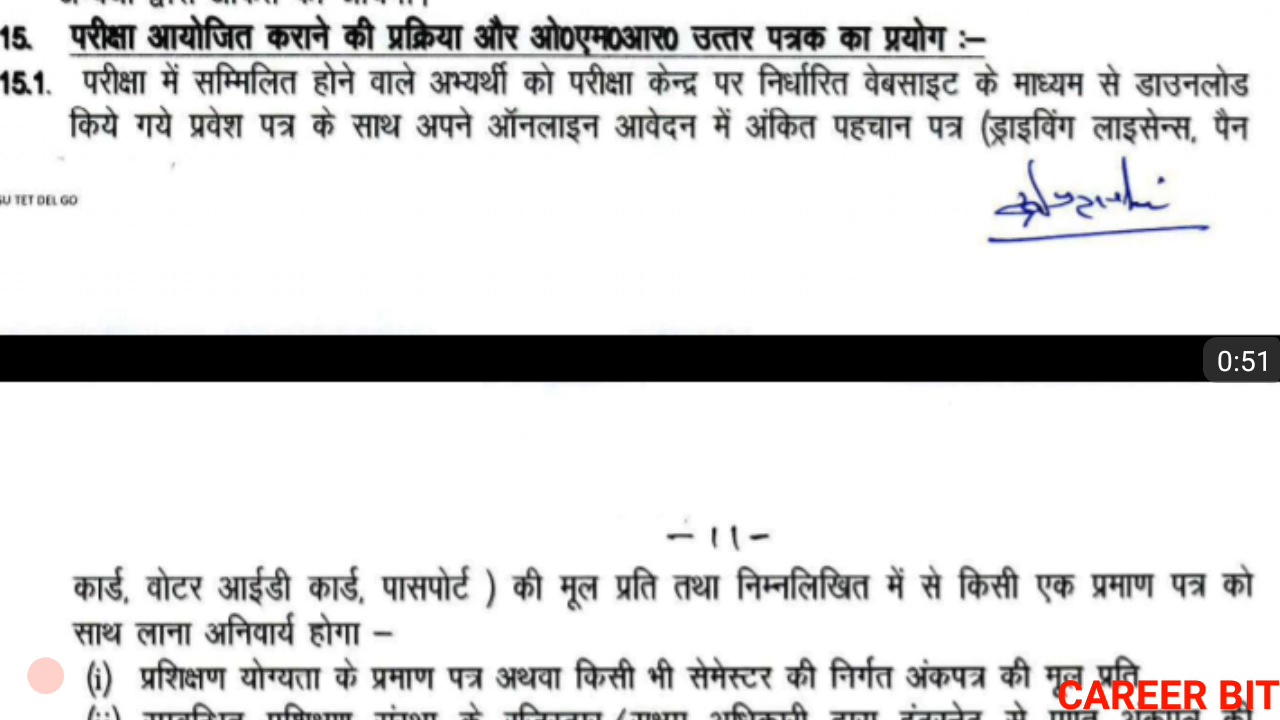 15. परीक्षा आयोजित कराने की प्रक्रिया और ओ0एम0आर0 उत्तर पत्रक का प्रयोग :–
15.1. परीक्षा में सम्मिलित होने वाले अभ्यर्थी को परीक्षा केन्द्र पर निर्धारित वेबसाइट के माध्यम से डाउनलोड
किये गये प्रवेश पत्र के साथ अपने ऑनलाइन आवेदन में अंकित पहचान पत्र (ड्राइविंग लाइसेन्स, पैन
TET DEL GO
0:51
– 11 –
कार्ड, वोटर आईडी कार्ड, पासपोर्ट ) की मूल प्रति तथा निम्नलिखित में से किसी एक प्रमाण पत्र को
साथ लाना अनिवार्य होगा –
(i) प्रशिक्षण योग्यता के प्रमाण पत्र अथवा किसी भी सेमेस्टर की निर्गत अंकपत्र की मूल प्रति
CAREER BIT